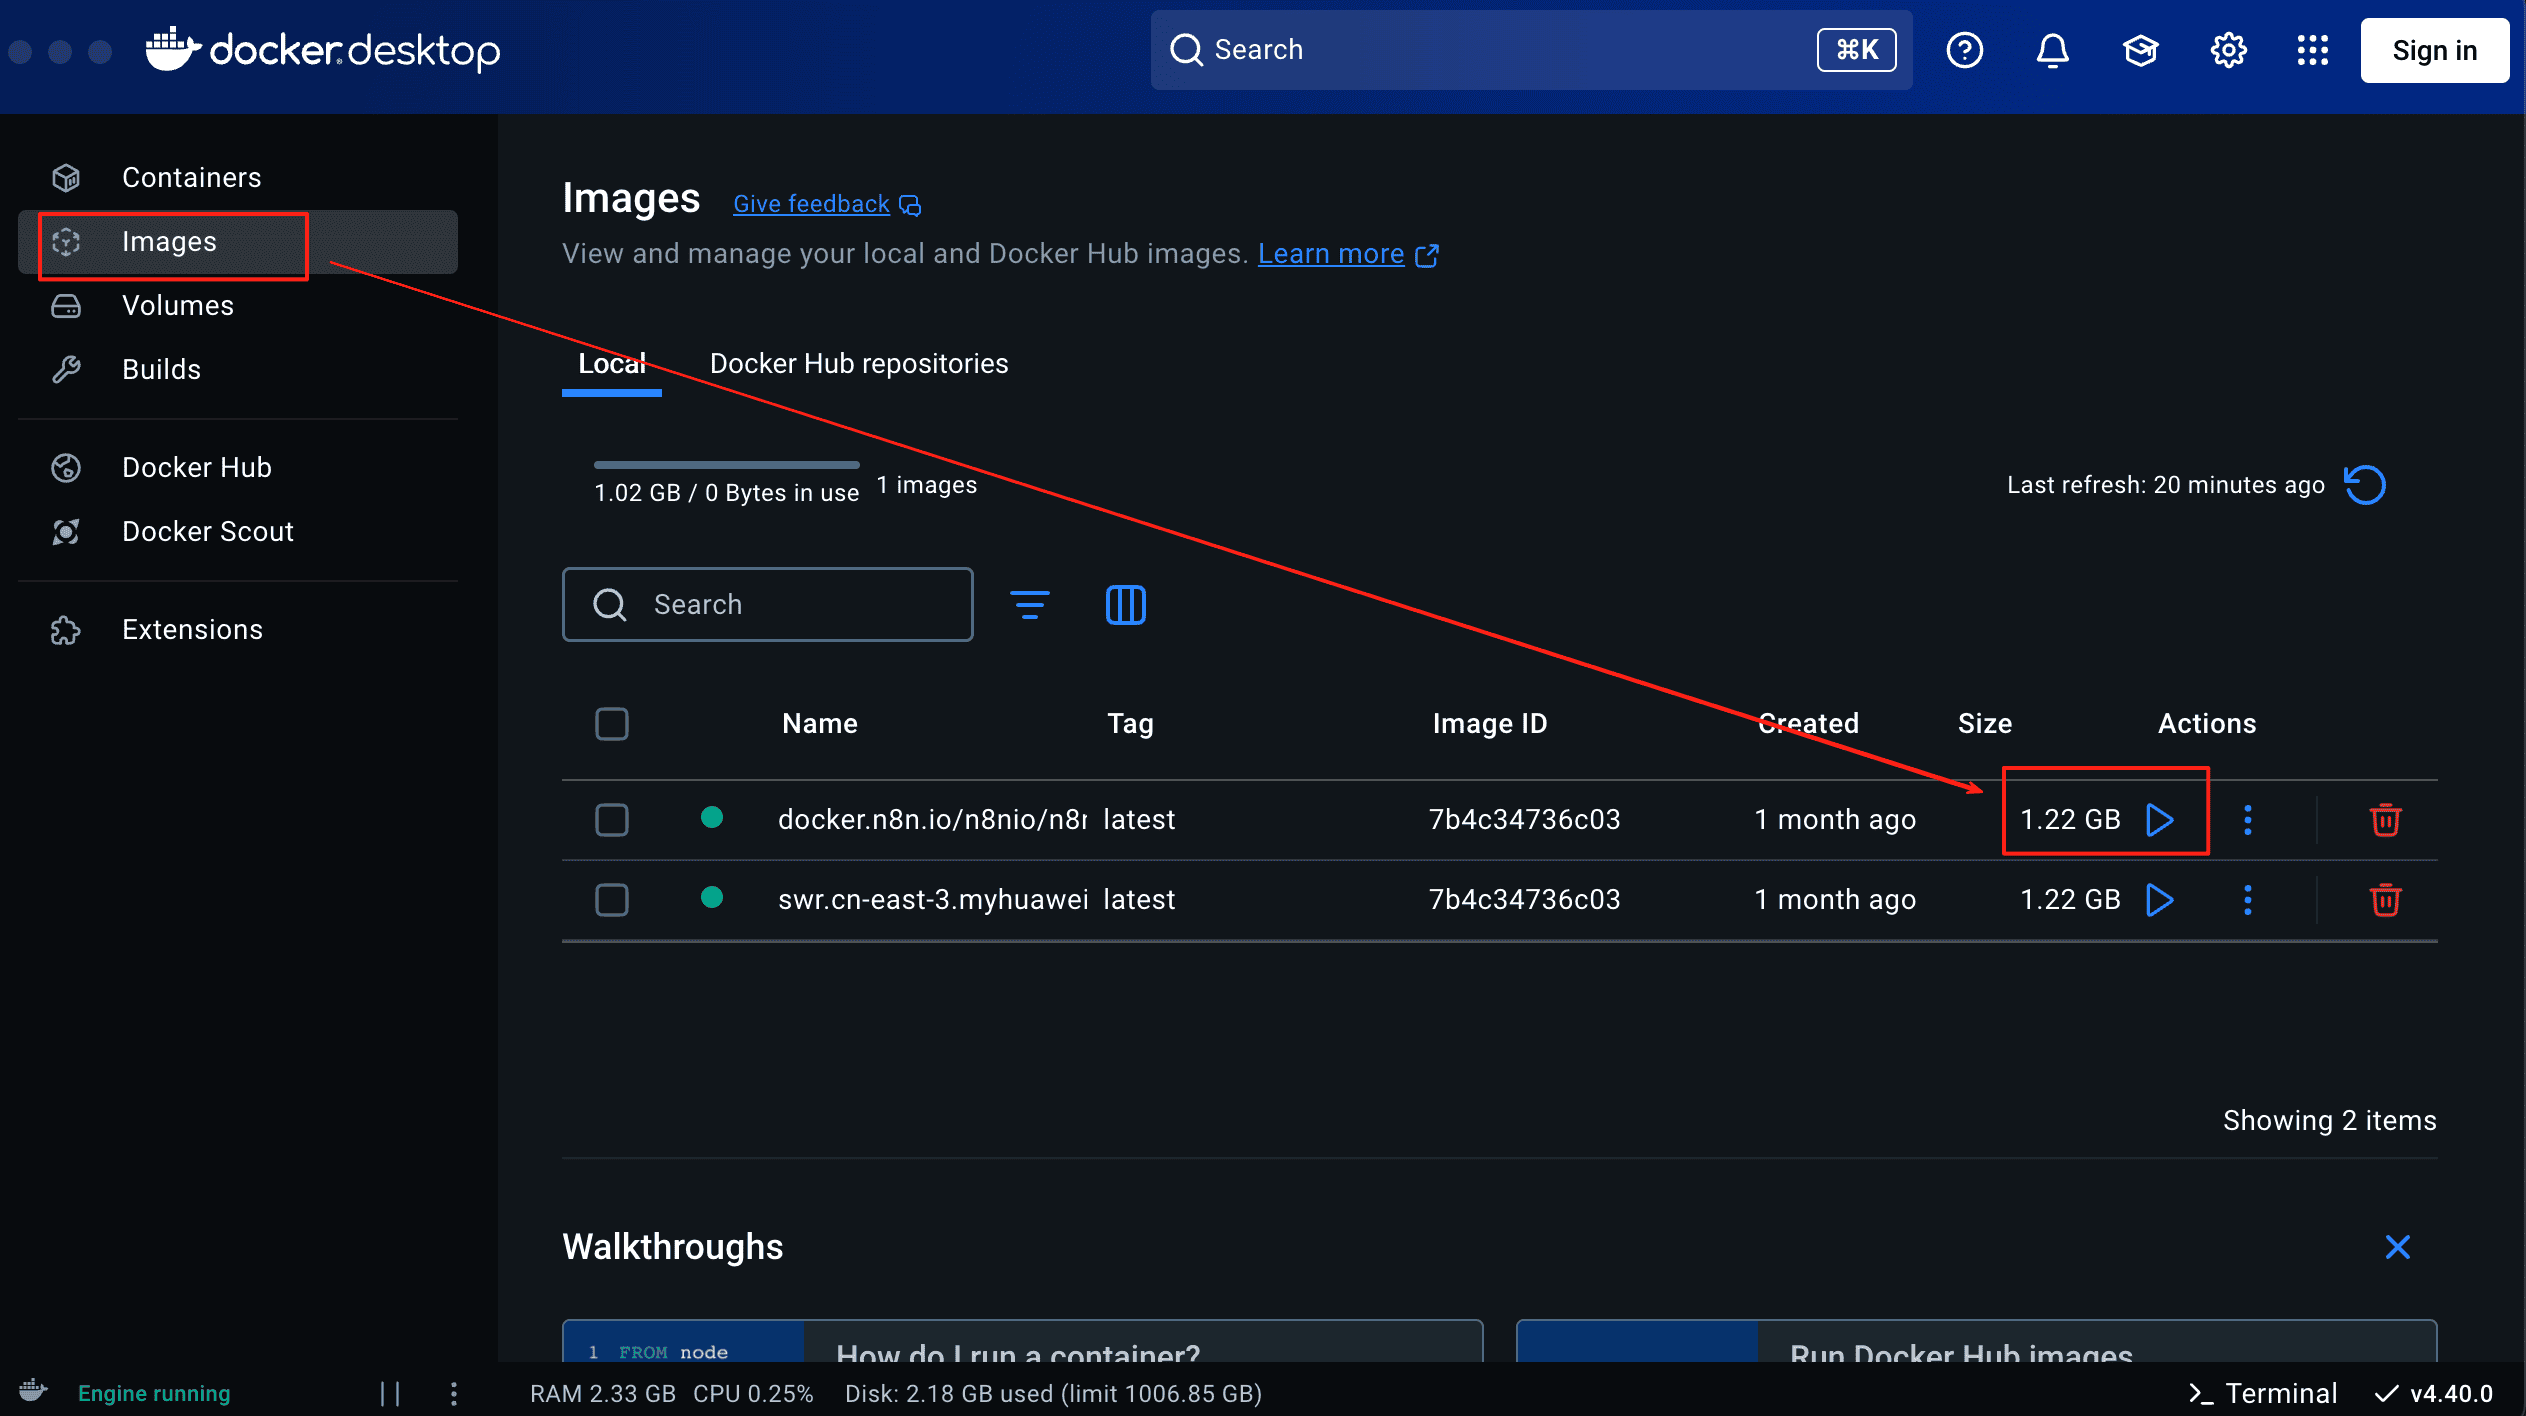 docker desktop
Search
⌘K
Sign in
Containers
Images
Volumes
Builds
Docker Hub
Docker Scout
Extensions
Images Give feedback
View and manage your local and Docker Hub images. Learn more
Local Docker Hub repositories
1.02 GB / 0 Bytes in use 1 images
Last refresh: 20 minutes ago
Search
Name Tag Image ID Created Size Actions
docker.n8n.io/n8nio/n8n latest 7b4c34736c03 1 month ago 1.22 GB
swr.cn-east-3.myhuawei latest 7b4c34736c03 1 month ago 1.22 GB
Showing 2 items
Walkthroughs
1 FROM node
How do I run a container?
Run Docker Hub images
Engine running
RAM 2.33 GB CPU 0.25% Disk: 2.18 GB used (limit 1006.85 GB)
>_ Terminal
v4.40.0